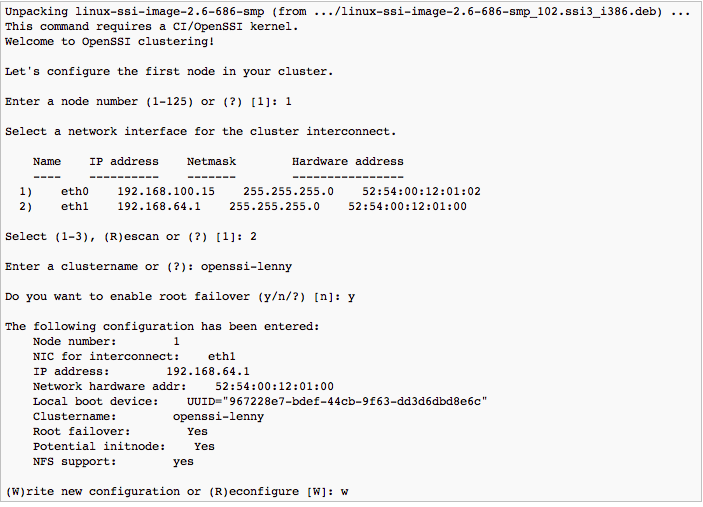 Unpacking linux-ssi-image-2.6-686-smp (from .../linux-ssi-image-2.6-686-smp_102.ssi3_i386.deb) ...
This command requires a CI/OpenSSI kernel.
Welcome to OpenSSI clustering!
Let's configure the first node in your cluster.
Enter a node number (1-125) or (?) [1]: 1
Select a network interface for the cluster interconnect.
Name    IP address    Netmask        Hardware address
----    ----------    -------        ----------------
1)    eth0    192.168.100.15    255.255.255.0    52:54:00:12:01:02
2)    eth1    192.168.64.1    255.255.255.0    52:54:00:12:01:00
Select (1-3), (R)escan or (?) [1]: 2
Enter a clustername or (?): openssi-lenny
Do you want to enable root failover (y/n/?) [n]: y
The following configuration has been entered:
Node number:        1
NIC for interconnect:    eth1
IP address:        192.168.64.1
Network hardware addr:    52:54:00:12:01:00
Local boot device:    UUID="967228e7-bdef-44cb-9f63-dd3d6dbd8e6c"
Clustername:        openssi-lenny
Root failover:        Yes
Potential initnode:    Yes
NFS support:        yes
(W)rite new configuration or (R)econfigure [W]: w